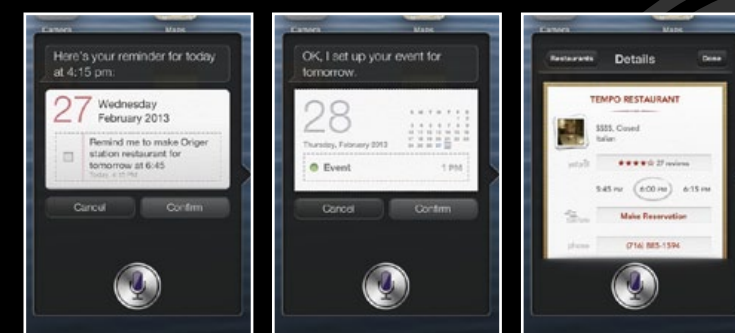 Camera
Maps
Here's your reminder for today
at 4:15 pm:
27 Wednesday
February 2013
Remind me to make Origer
station restaurant for
tomorrow at 6:45
Cancel
Confirm
Camera
Maps
OK, I set up your event for
tomorrow.
28
Thursday, February 2013
Event
1 PM
Cancel
Confirm
Camera
Maps
Restaurants
Details
Done
TEMPO RESTAURANT
$$$$, Closed
Italian
27 reviews
5:45 PM
6:00 PM
6:15 PM
Make Reservation
phone
(716) 885-1594